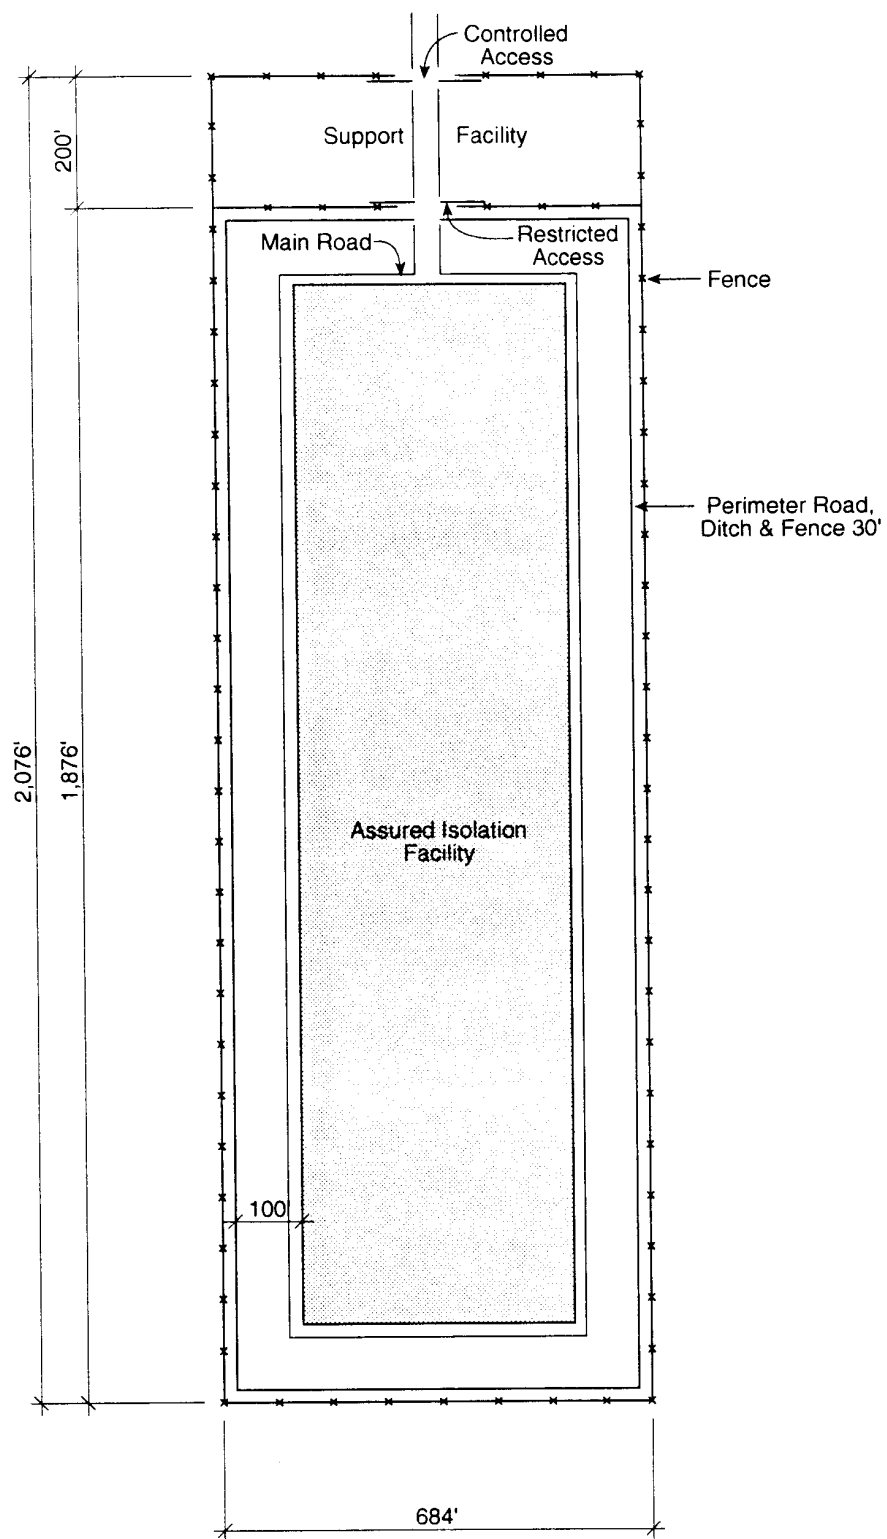 Controlled
Access
200'
Support Facility
Main Road
Restricted
Access
Fence
Perimeter Road,
Ditch & Fence 30'
2,076'
1,876'
Assured Isolation
Facility
100
684'